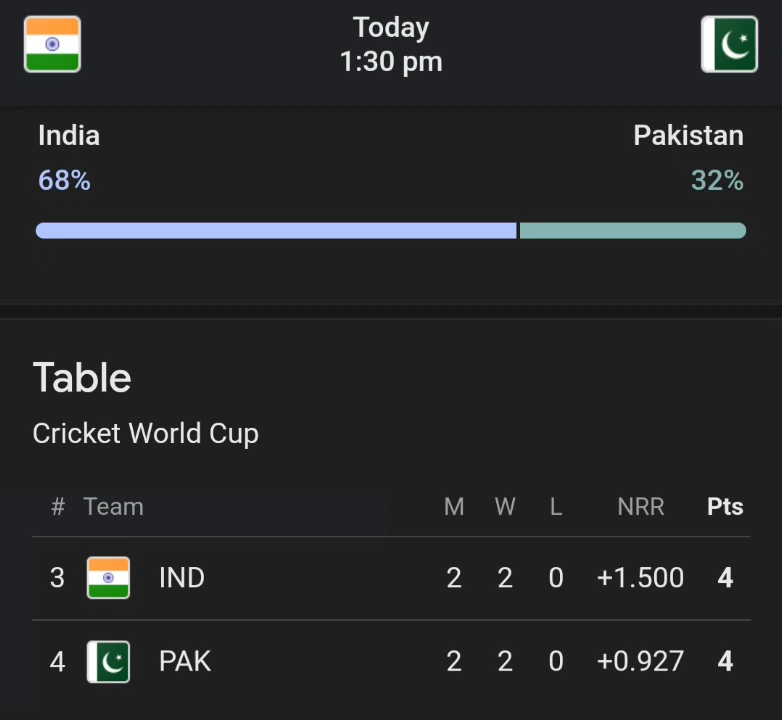 Today
1:30 pm
India Pakistan
68% 32%
Table
Cricket World Cup
# Team M W L NRR Pts
3 IND 2 2 0 +1.500 4
4 PAK 2 2 0 +0.927 4